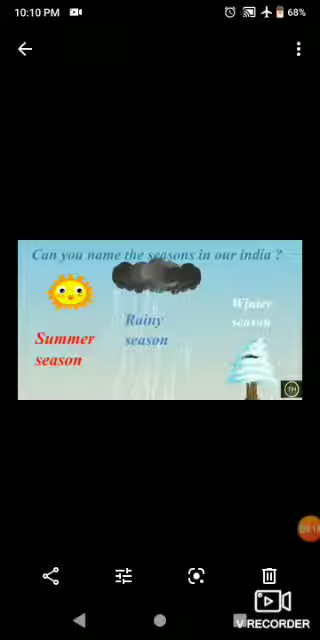 10:10 PM
68%
Can you name the seasons in our india ?
Summer
season
Rainy
season
Winter
season
TH
V RECORDER